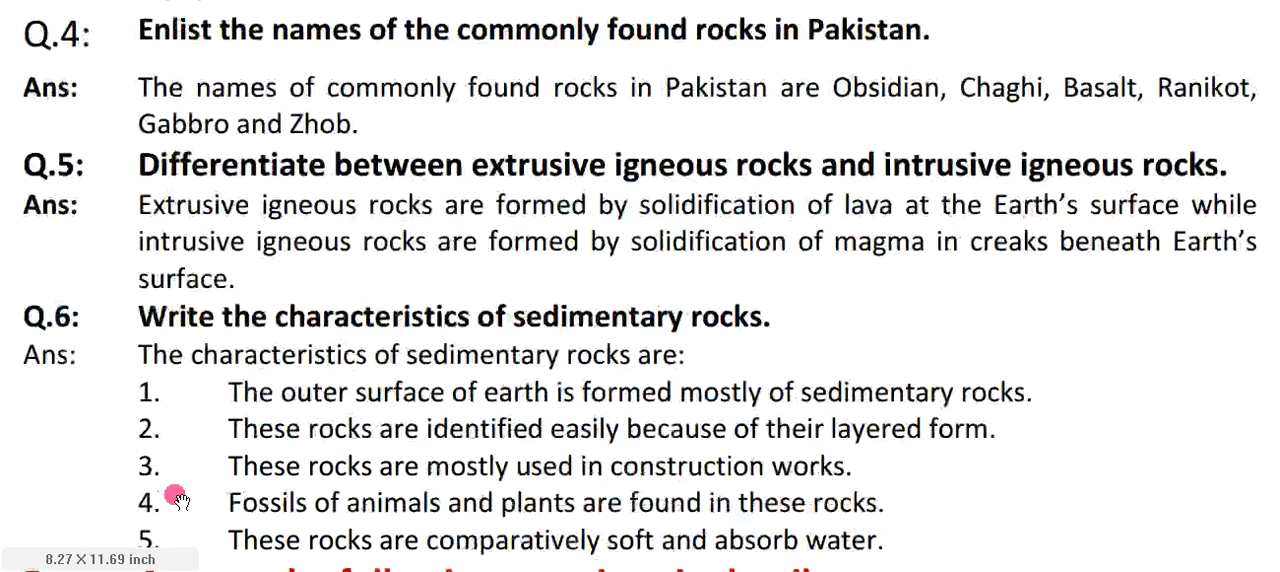 Q.4: Enlist the names of the commonly found rocks in Pakistan.
Ans: The names of commonly found rocks in Pakistan are Obsidian, Chaghi, Basalt, Ranikot,
Gabbro and Zhob.
Q.5: Differentiate between extrusive igneous rocks and intrusive igneous rocks.
Ans: Extrusive igneous rocks are formed by solidification of lava at the Earth's surface while
intrusive igneous rocks are formed by solidification of magma in creaks beneath Earth's
surface.
Q.6: Write the characteristics of sedimentary rocks.
Ans: The characteristics of sedimentary rocks are:
1. The outer surface of earth is formed mostly of sedimentary rocks.
2. These rocks are identified easily because of their layered form.
3. These rocks are mostly used in construction works.
4. Fossils of animals and plants are found in these rocks.
5. These rocks are comparatively soft and absorb water.
8.27 X 11.69 inch